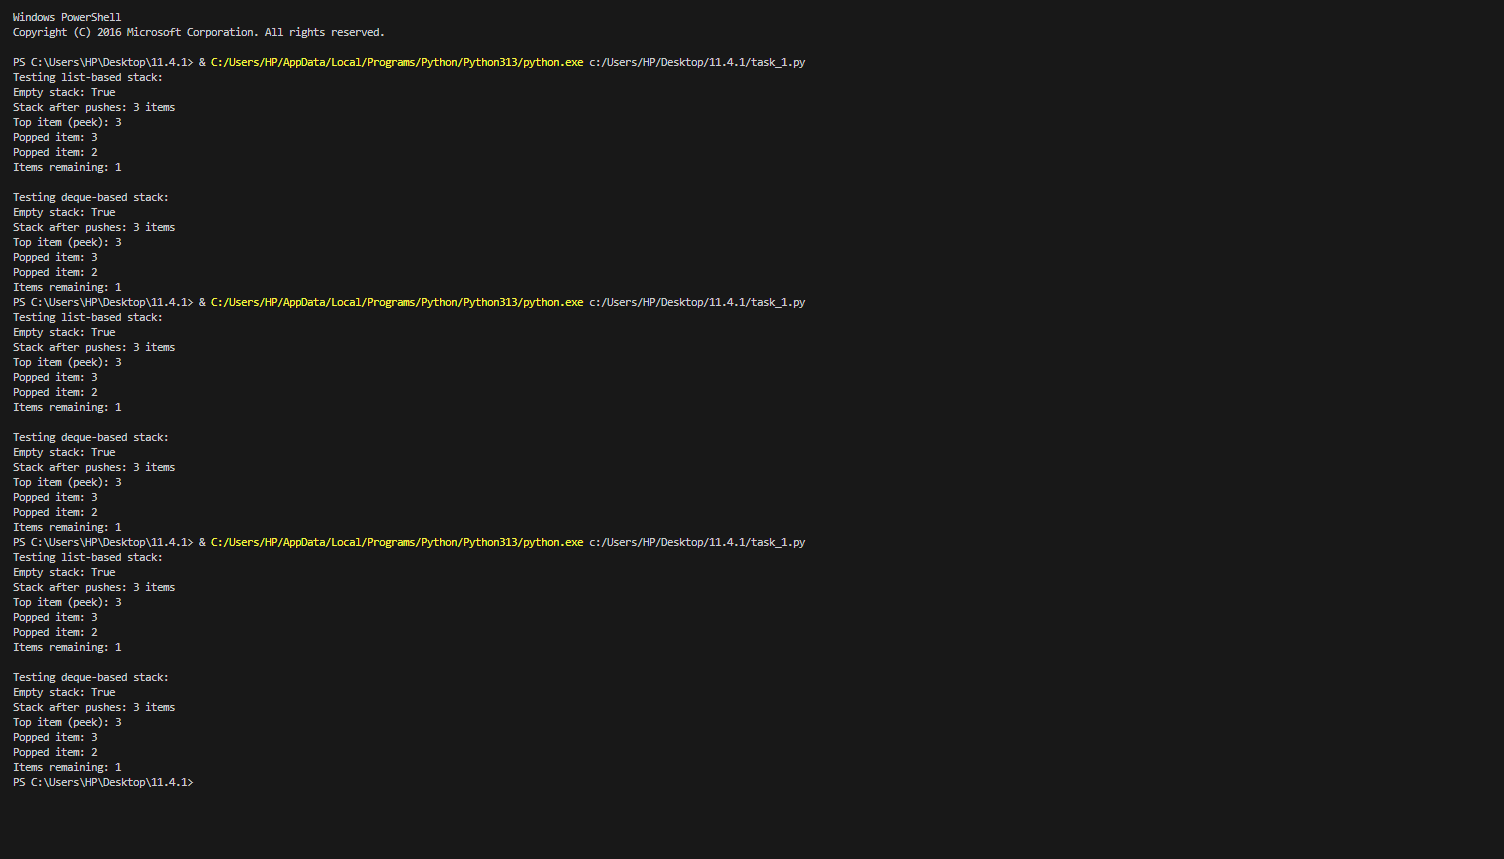 Windows PowerShell
Copyright (C) 2016 Microsoft Corporation. All rights reserved.
PS C:\Users\HP\Desktop\11.4.1> & C:/Users/HP/AppData/Local/Programs/Python/Python313/python.exe c:/Users/HP/Desktop/11.4.1/task_1.py
Testing list-based stack:
Empty stack: True
Stack after pushes: 3 items
Top item (peek): 3
Popped item: 3
Popped item: 2
Items remaining: 1
Testing deque-based stack:
Empty stack: True
Stack after pushes: 3 items
Top item (peek): 3
Popped item: 3
Popped item: 2
Items remaining: 1
PS C:\Users\HP\Desktop\11.4.1> & C:/Users/HP/AppData/Local/Programs/Python/Python313/python.exe c:/Users/HP/Desktop/11.4.1/task_1.py
Testing list-based stack:
Empty stack: True
Stack after pushes: 3 items
Top item (peek): 3
Popped item: 3
Popped item: 2
Items remaining: 1
Testing deque-based stack:
Empty stack: True
Stack after pushes: 3 items
Top item (peek): 3
Popped item: 3
Popped item: 2
Items remaining: 1
PS C:\Users\HP\Desktop\11.4.1> & C:/Users/HP/AppData/Local/Programs/Python/Python313/python.exe c:/Users/HP/Desktop/11.4.1/task_1.py
Testing list-based stack:
Empty stack: True
Stack after pushes: 3 items
Top item (peek): 3
Popped item: 3
Popped item: 2
Items remaining: 1
Testing deque-based stack:
Empty stack: True
Stack after pushes: 3 items
Top item (peek): 3
Popped item: 3
Popped item: 2
Items remaining: 1
PS C:\Users\HP\Desktop\11.4.1>